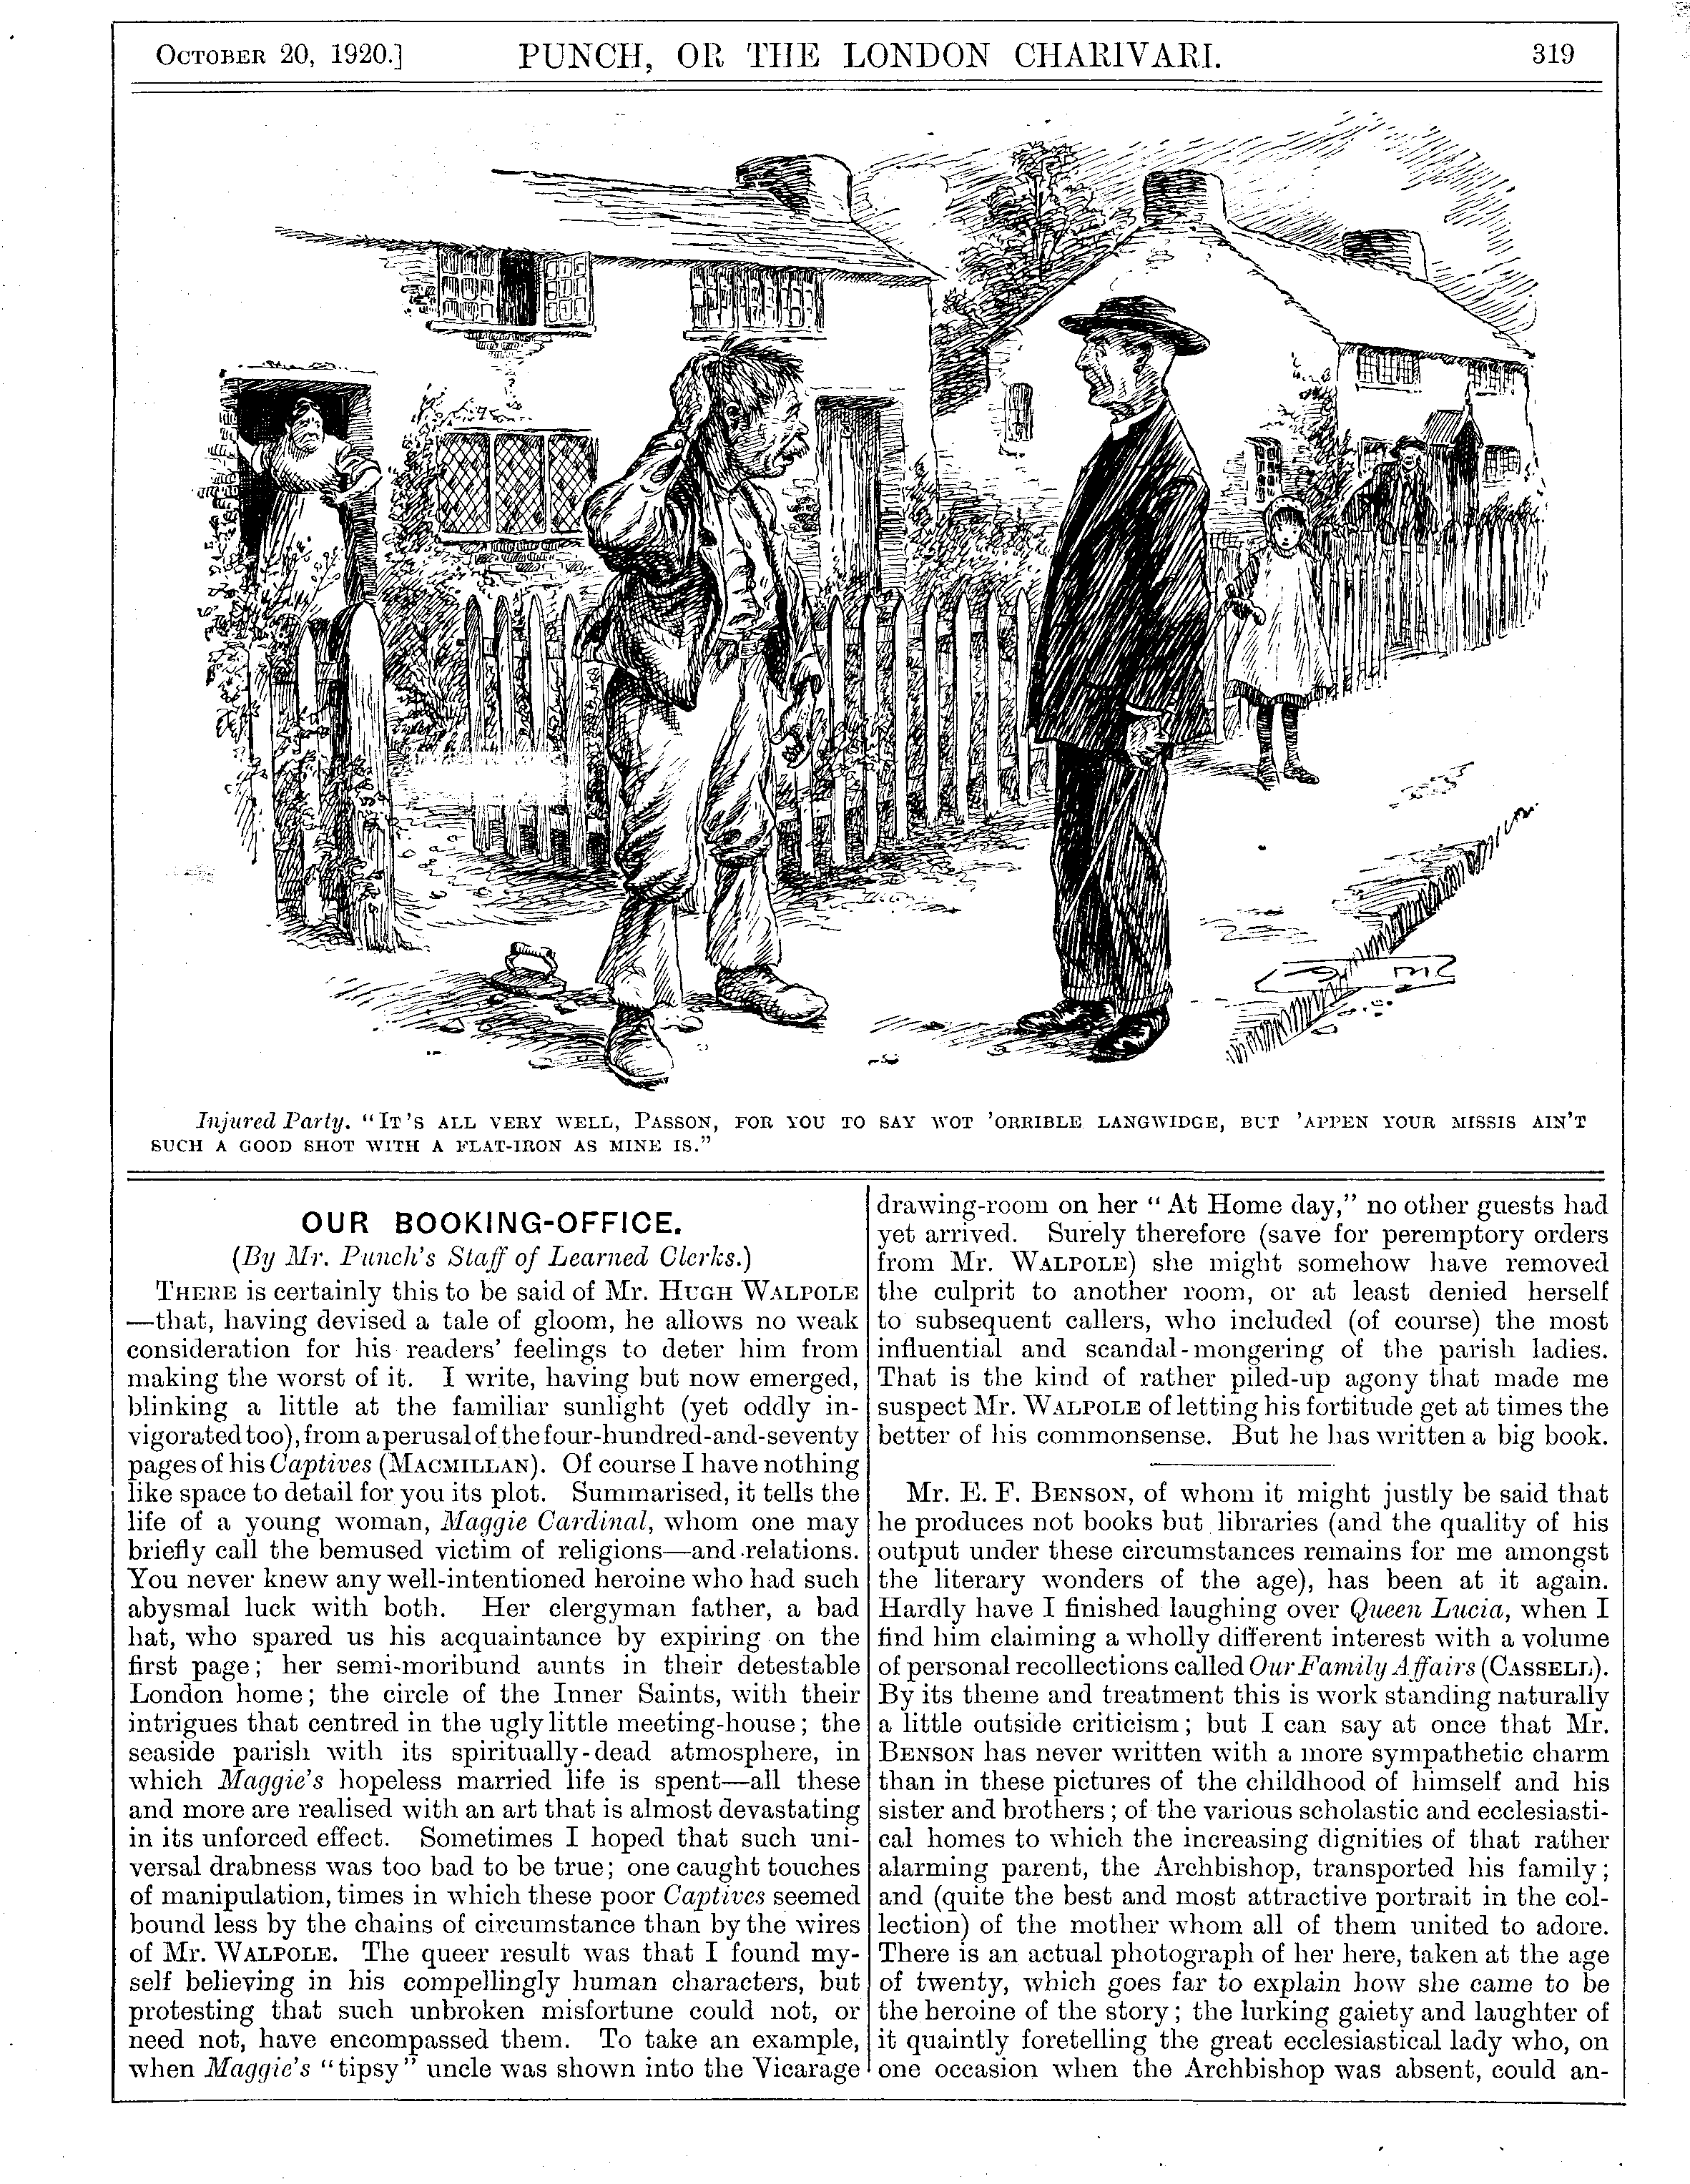 OCTOBER 20, 1920.] PUNCH, OR THE LONDON CHARIVARI. 319
Injured Party. "IT'S ALL VERY WELL, PASSON, FOR YOU TO SAY WOT 'ORRIBLE LANGWIDGE, BUT 'APPEN YOUR MISSIS AIN'T
SUCH A GOOD SHOT WITH A FLAT-IRON AS MINE IS."
OUR BOOKING-OFFICE.
(By Mr. Punch's Staff of Learned Clerks.)
THERE is certainly this to be said of Mr. HUGH WALPOLE
—that, having devised a tale of gloom, he allows no weak
consideration for his readers' feelings to deter him from
making the worst of it. I write, having but now emerged,
blinking a little at the familiar sunlight (yet oddly in-
vigorated too), from a perusal of the four-hundred-and-seventy
pages of his Captives (MACMILLAN). Of course I have nothing
like space to detail for you its plot. Summarised, it tells the
life of a young woman, Maggie Cardinal, whom one may
briefly call the bemused victim of religions—and relations.
You never knew any well-intentioned heroine who had such
abysmal luck with both. Her clergyman father, a bad
hat, who spared us his acquaintance by expiring on the
first page; her semi-moribund aunts in their detestable
London home; the circle of the Inner Saints, with their
intrigues that centred in the ugly little meeting-house; the
seaside parish with its spiritually-dead atmosphere, in
which Maggie's hopeless married life is spent—all these
and more are realised with an art that is almost devastating
in its unforced effect. Sometimes I hoped that such uni-
versal drabness was too bad to be true; one caught touches
of manipulation, times in which these poor Captives seemed
bound less by the chains of circumstance than by the wires
of Mr. WALPOLE. The queer result was that I found my-
self believing in his compellingly human characters, but
protesting that such unbroken misfortune could not, or
need not, have encompassed them. To take an example,
when Maggie's "tipsy" uncle was shown into the Vicarage
drawing-room on her "At Home day," no other guests had
yet arrived. Surely therefore (save for peremptory orders
from Mr. WALPOLE) she might somehow have removed
the culprit to another room, or at least denied herself
to subsequent callers, who included (of course) the most
influential and scandal-mongering of the parish ladies.
That is the kind of rather piled-up agony that made me
suspect Mr. WALPOLE of letting his fortitude get at times the
better of his commonsense. But he has written a big book.
Mr. E. F. BENSON, of whom it might justly be said that
he produces not books but libraries (and the quality of his
output under these circumstances remains for me amongst
the literary wonders of the age), has been at it again.
Hardly have I finished laughing over Queen Lucia, when I
find him claiming a wholly different interest with a volume
of personal recollections called Our Family Affairs (CASSELL).
By its theme and treatment this is work standing naturally
a little outside criticism; but I can say at once that Mr.
BENSON has never written with a more sympathetic charm
than in these pictures of the childhood of himself and his
sister and brothers; of the various scholastic and ecclesiasti-
cal homes to which the increasing dignities of that rather
alarming parent, the Archbishop, transported his family;
and (quite the best and most attractive portrait in the col-
lection) of the mother whom all of them united to adore.
There is an actual photograph of her here, taken at the age
of twenty, which goes far to explain how she came to be
the heroine of the story; the lurking gaiety and laughter of
it quaintly foretelling the great ecclesiastical lady who, on
one occasion when the Archbishop was absent, could an-